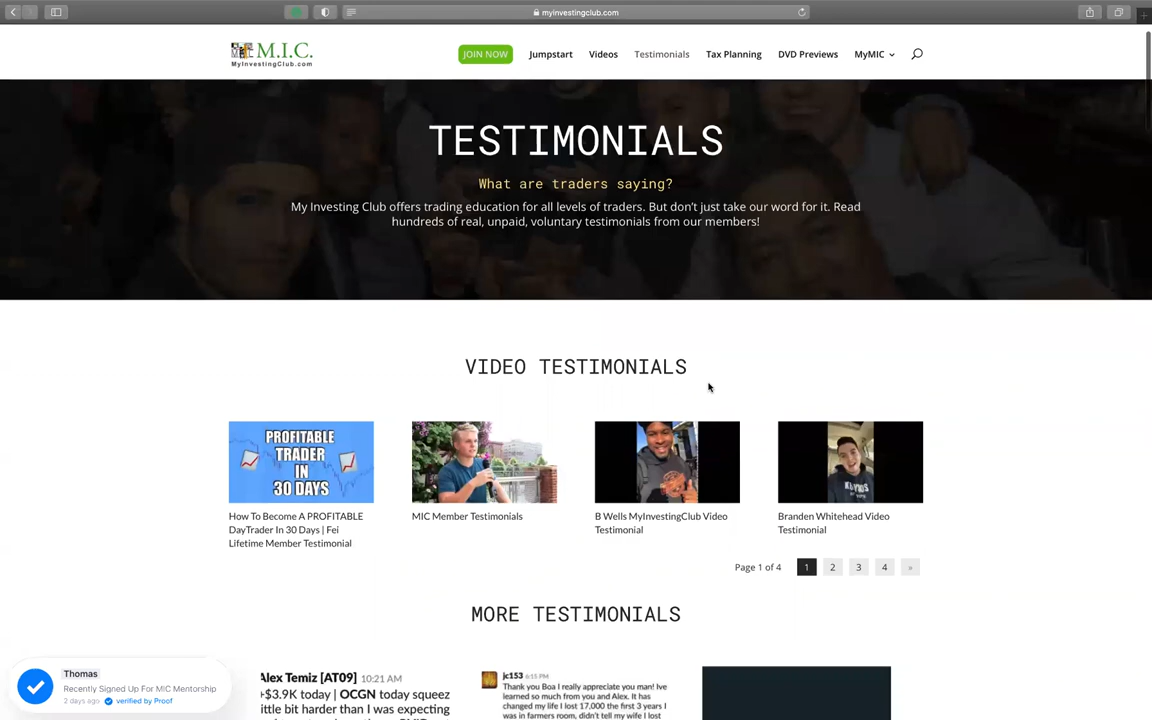 myinvestingclub.com
M.I.C.
MyInvestingClub.com
JOIN NOW
Jumpstart
Videos
Testimonials
Tax Planning
DVD Previews
MyMIC
TESTIMONIALS
What are traders saying?
My Investing Club offers trading education for all levels of traders. But don't just take our word for it. Read
hundreds of real, unpaid, voluntary testimonials from our members!
VIDEO TESTIMONIALS
PROFITABLE
TRADER
IN
30 DAYS
How To Become A PROFITABLE
DayTrader In 30 Days | Fei
Lifetime Member Testimonial
MIC Member Testimonials
B Wells MyInvestingClub Video
Testimonial
Branden Whitehead Video
Testimonial
Page 1 of 4
1
2
3
4
»
MORE TESTIMONIALS
Alex Temiz [AT09] 10:21 AM
+$3.9K today | OCGN today squeez
little bit harder than I was expecting
jc153 6:15 PM
Thank you Boa I really appreciate you man! Ive
learned so much from you and Alex. It has
changed my life I lost 17,000 the first 3 years I
was in farmers room, didn't tell my wife I lost
Thomas
Recently Signed Up For MIC Mentorship
2 days ago
verified by Proof